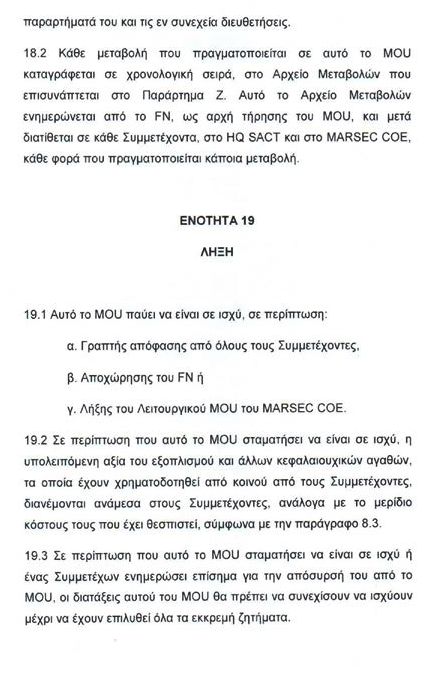 παραρτήματά του και τις εν συνεχεία διευθετήσεις.
18.2 Κάθε μεταβολή που πραγματοποιείται σε αυτό το MOU
καταγράφεται σε χρονολογική σειρά, στο Αρχείο Μεταβολών που
επισυνάπτεται στο Παράρτημα Ζ. Αυτό το Αρχείο Μεταβολών
ενημερώνεται από το FN, ως αρχή τήρησης του MOU, και μετά
διατίθεται σε κάθε Συμμετέχοντα, στο HQ SACT και στο MARSEC COE,
κάθε φορά που πραγματοποιείται κάποια μεταβολή.
ΕΝΟΤΗΤΑ 19
ΛΗΞΗ
19.1 Αυτό το MOU παύει να είναι σε ισχύ, σε περίπτωση:
α. Γραπτής απόφασης από όλους τους Συμμετέχοντες,
β. Αποχώρησης του FN ή
γ. Λήξης του Λειτουργικού MOU του MARSEC COE.
19.2 Σε περίπτωση που αυτό το MOU σταματήσει να είναι σε ισχύ, η
υπολειπόμενη αξία του εξοπλισμού και άλλων κεφαλαιουχικών αγαθών,
τα οποία έχουν χρηματοδοτηθεί από κοινού από τους Συμμετέχοντες,
διανέμονται ανάμεσα στους Συμμετέχοντες, ανάλογα με το μερίδιο
κόστους τους που έχει θεσπιστεί, σύμφωνα με την παράγραφο 8.3.
19.3 Σε περίπτωση που αυτό το MOU σταματήσει να είναι σε ισχύ ή
ένας Συμμετέχων ενημερώσει επίσημα για την απόσυρσή του από το
MOU, οι διατάξεις αυτού του MOU θα πρέπει να συνεχίσουν να ισχύουν
μέχρι να έχουν επιλυθεί όλα τα εκκρεμή ζητήματα.